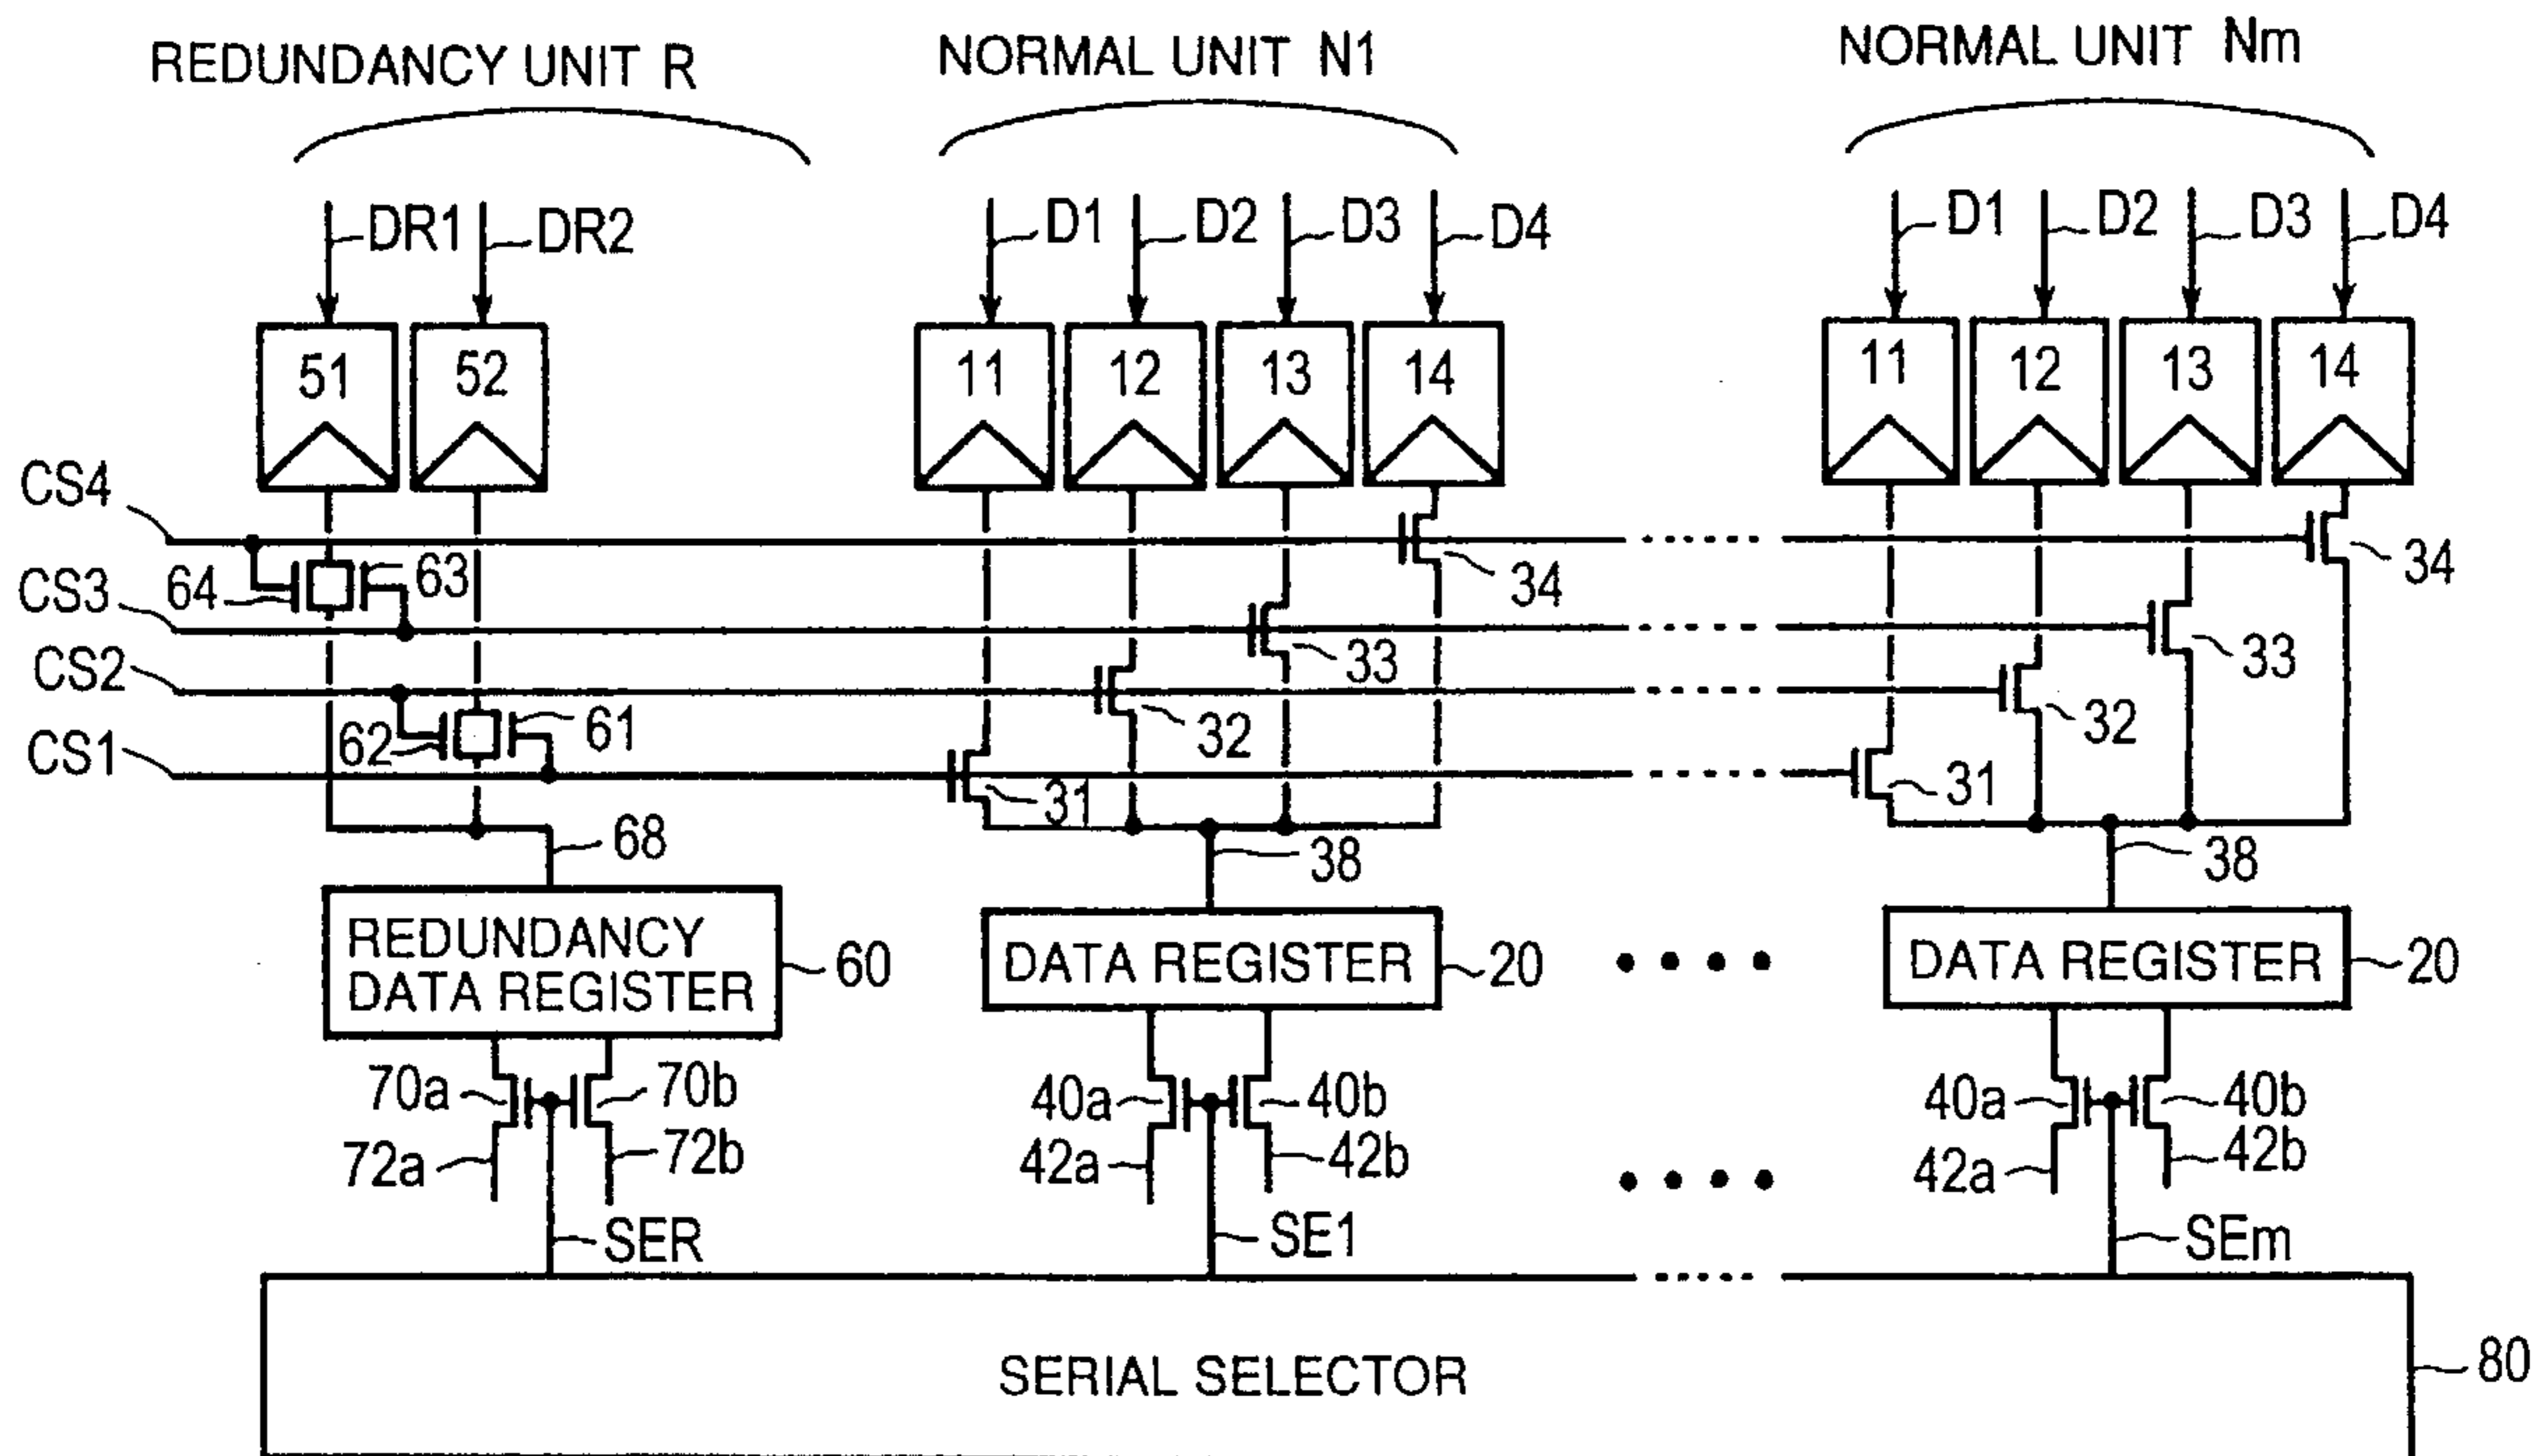 REDUNDANCY UNIT R
NORMAL UNIT N1
NORMAL UNIT Nm
DR1
DR2
D1
D2
D3
D4
D1
D2
D3
D4
51
52
11
12
13
14
11
12
13
14
CS4
64
63
34
34
CS3
33
33
CS2
62
61
32
32
CS1
31
31
68
38
38
REDUNDANCY
DATA REGISTER
60
DATA REGISTER
20
DATA REGISTER
20
70a
70b
40a
40b
40a
40b
72a
72b
42a
42b
42a
42b
SER
SE1
SEm
SERIAL SELECTOR
80